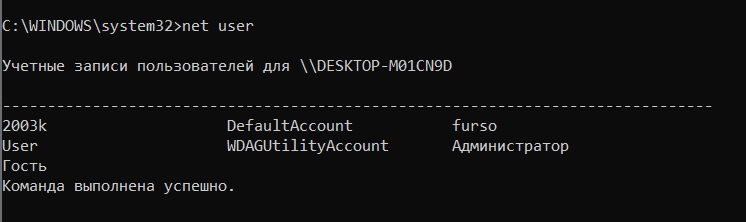 C:\WINDOWS\system32>net user
Учетные записи пользователей для \\DESKTOP-M01CN9D
-------------------------------------------------------------------------------
2003k                    DefaultAccount           furso
User                     WDAGUtilityAccount       Администратор
Гость
Команда выполнена успешно.